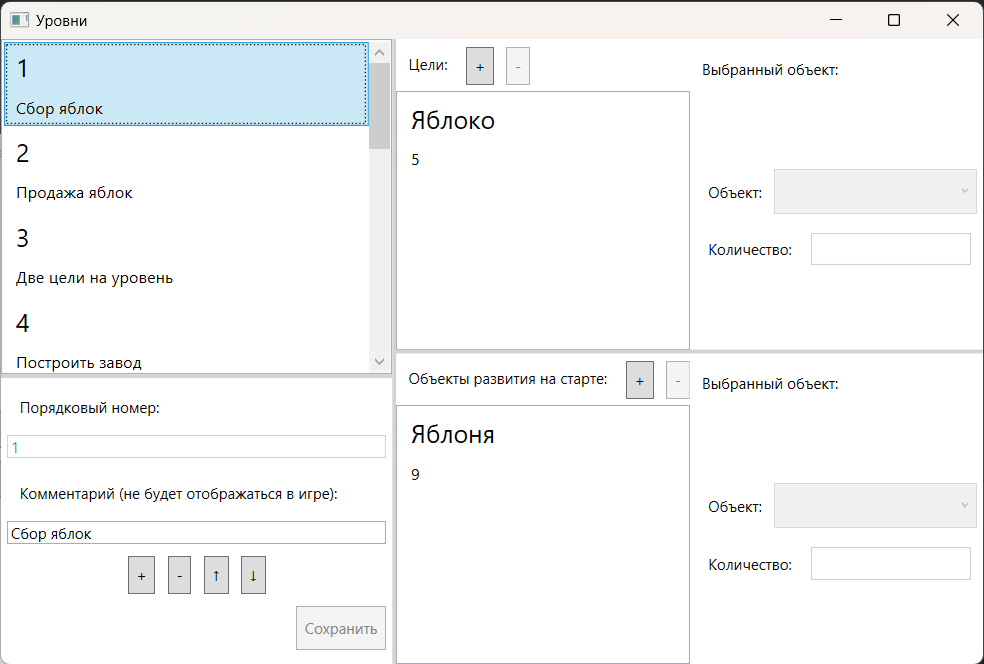 Уровни
1
Сбор яблок
2
Продажа яблок
3
Две цели на уровень
4
Построить завод
Порядковый номер:
1
Комментарий (не будет отображаться в игре):
Сбор яблок
+ - ↑ ↓
Сохранить
Цели: + -
Яблоко
5
Выбранный объект:
Объект:
Количество:
Объекты развития на старте: + -
Яблоня
9
Выбранный объект:
Объект:
Количество: